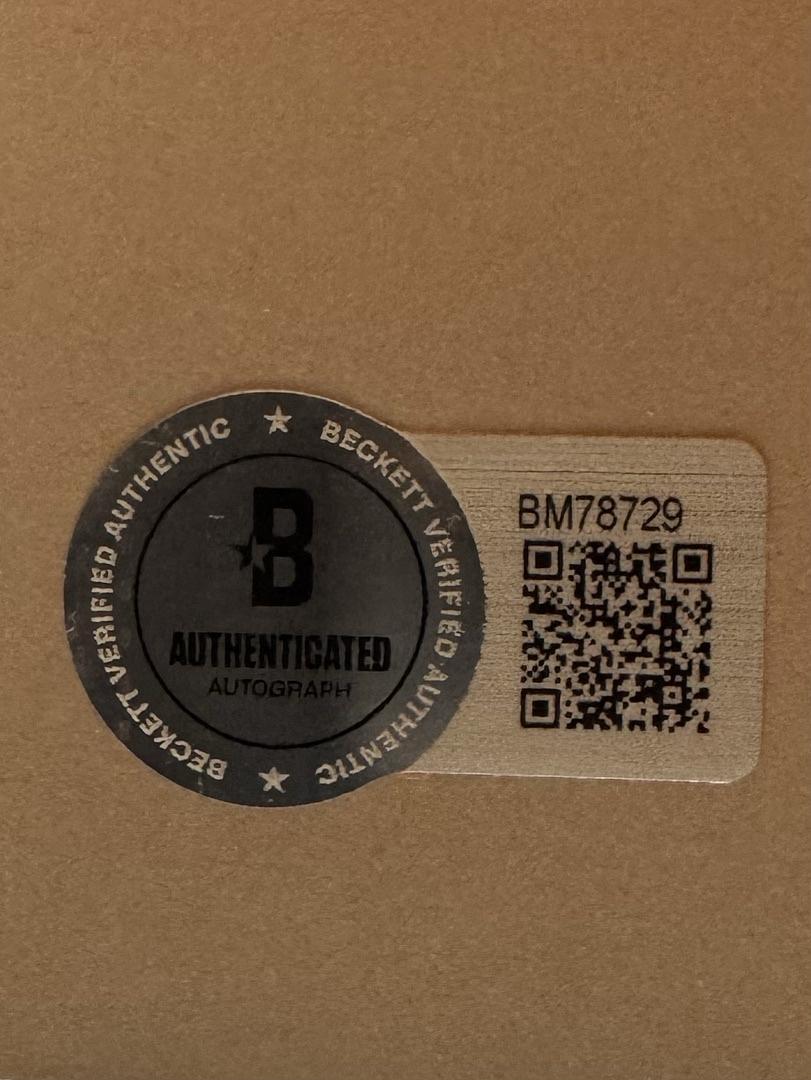 BECKETT VERIFIED AUTHENTIC ★ BECKETT VERIFIED AUTHENTIC ★
B
AUTHENTICATED
AUTOGRAPH
BM78729